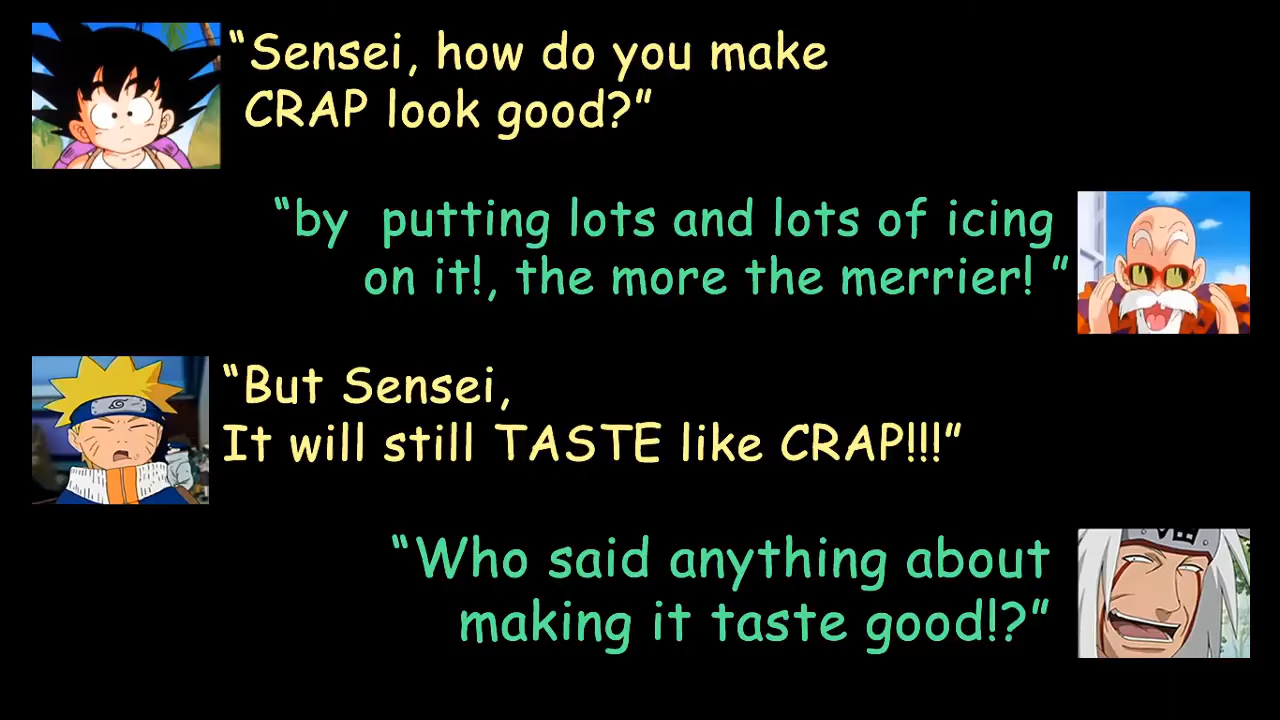 “Sensei, how do you make
CRAP look good?”
“by putting lots and lots of icing
on it!, the more the merrier! ”
“But Sensei,
It will still TASTE like CRAP!!!”
“Who said anything about
making it taste good!?”